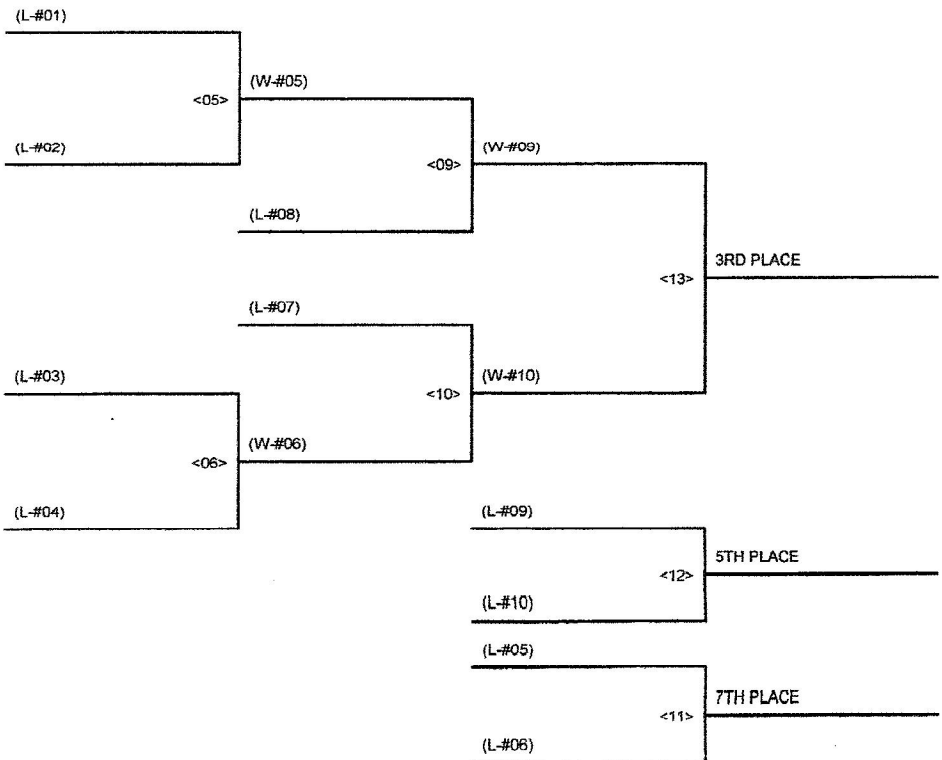 (L-#01)
<05>
(W-#05)
(L-#02)
<09>
(W-#09)
(L-#08)
<13>
3RD PLACE
(L-#07)
(L-#03)
<10>
(W-#10)
<06>
(W-#06)
(L-#04)
(L-#09)
<12>
5TH PLACE
(L-#10)
(L-#05)
<11>
7TH PLACE
(L-#06)